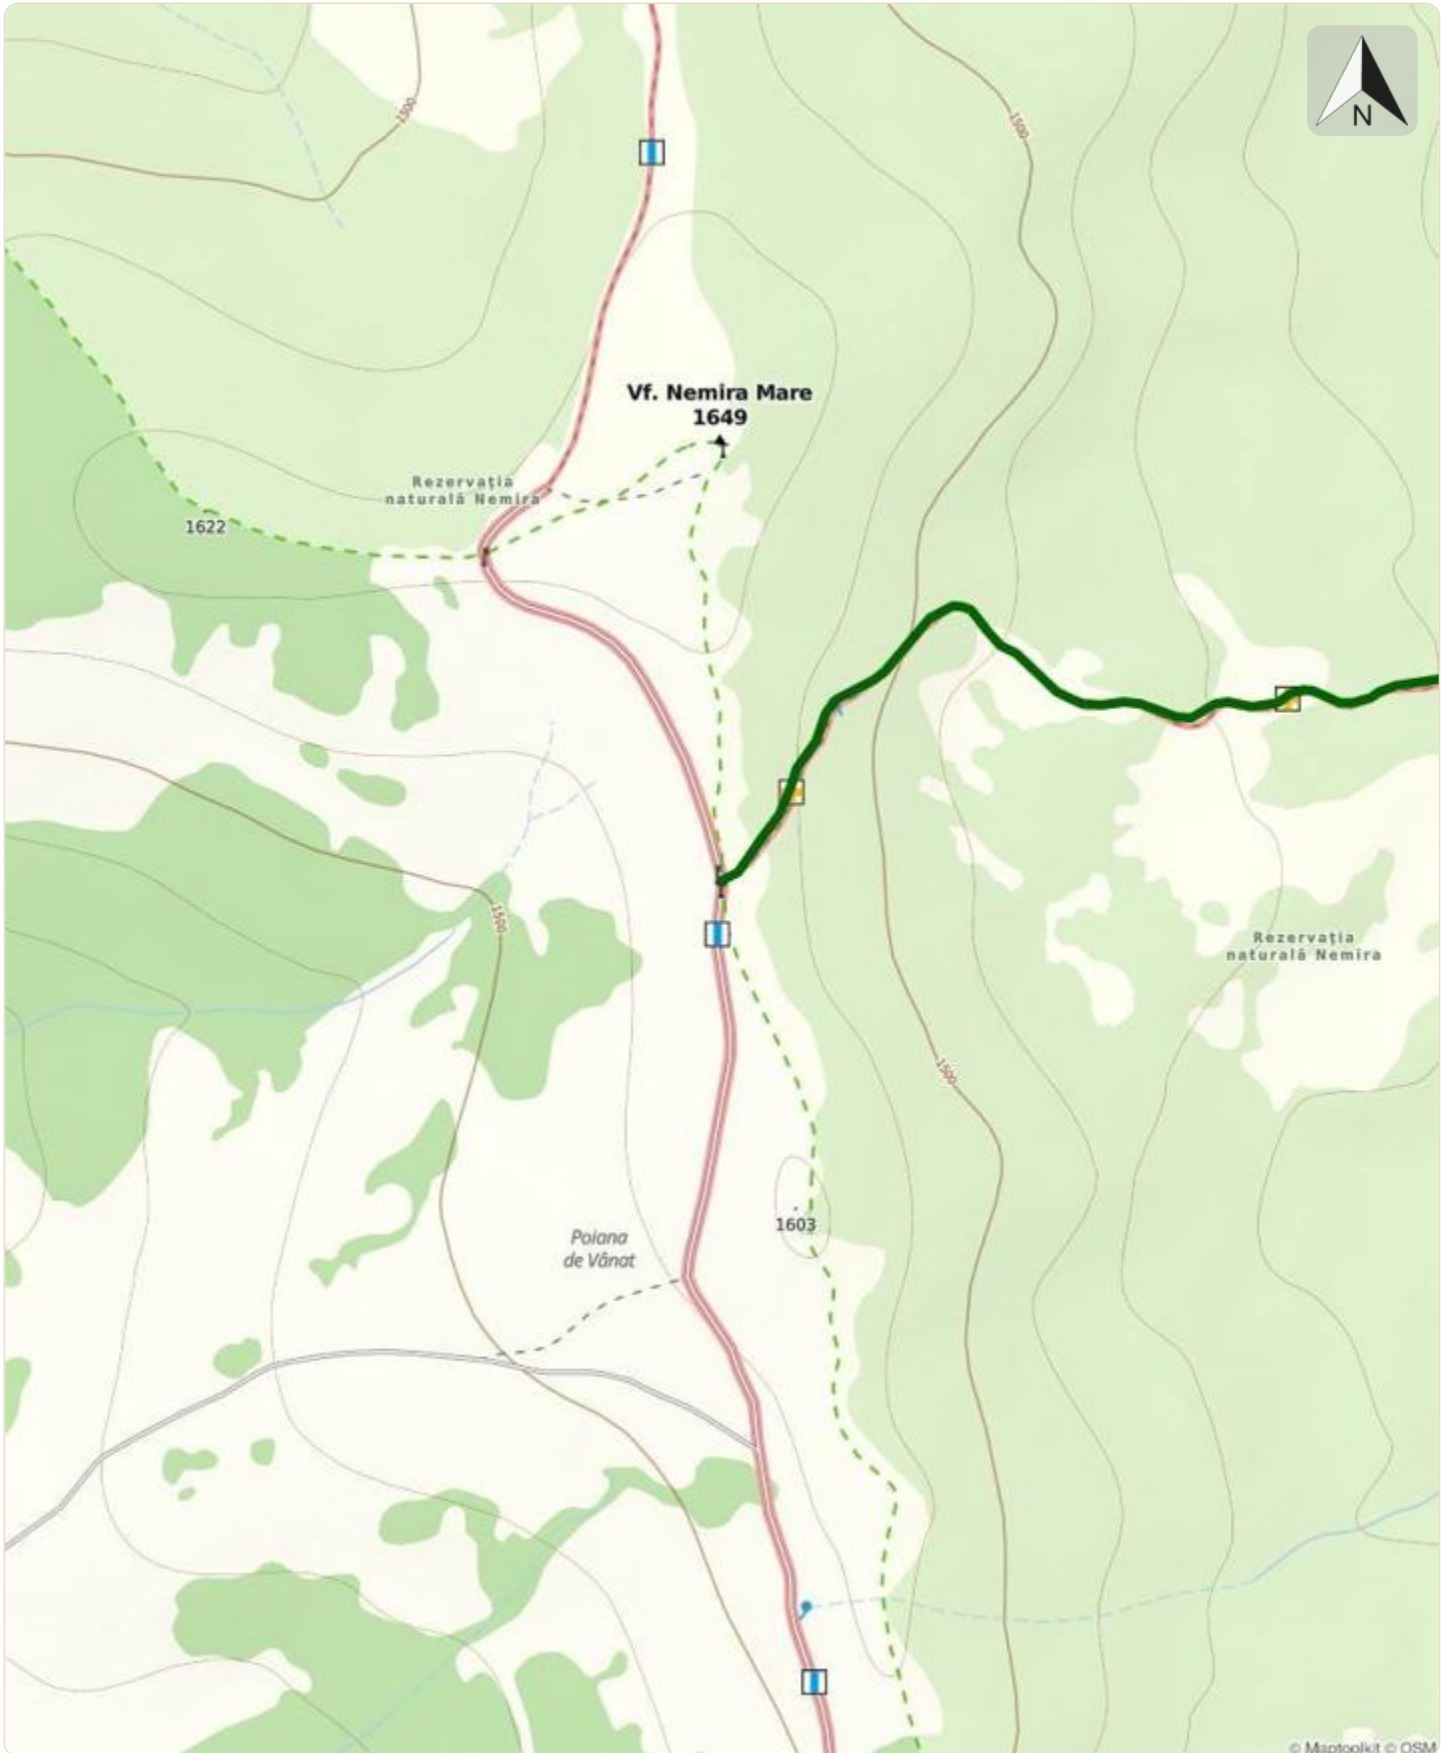 N
1500
1500
Vf. Nemira Mare
1649
Rezervația
naturală Nemira
1622
1500
Rezervația
naturală Nemira
1500
1603
Poiana
de Vânat
© Maptoolkit © OSM